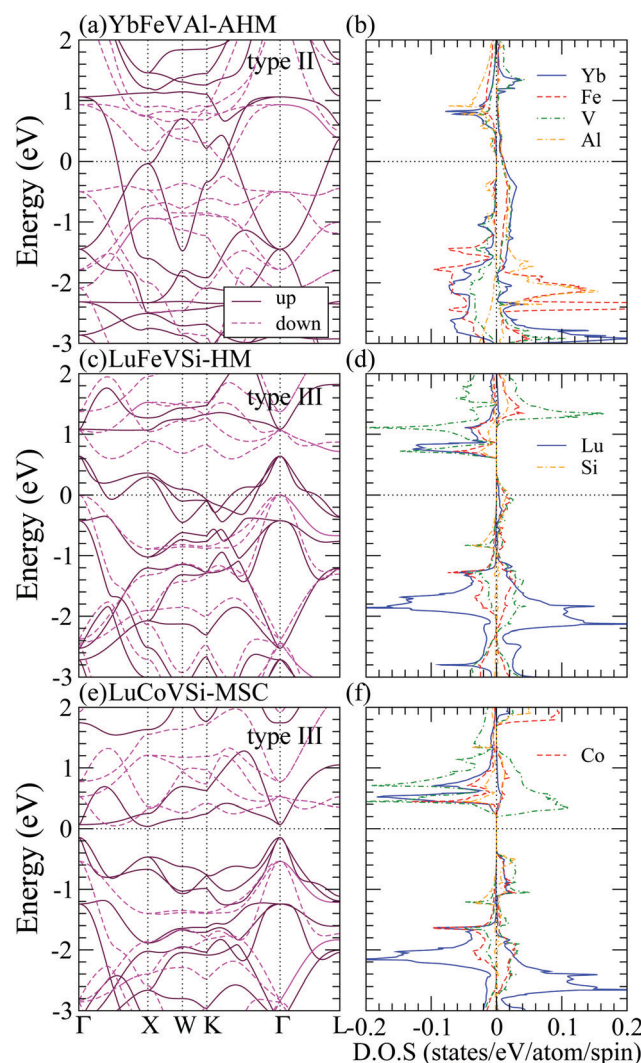 (a)YbFeVAl-AHM (b)
type II
Energy (eV)
2
1
0
-1
-2
-3
up
down
Yb
Fe
V
Al
(c)LuFeVSi-HM (d)
type III
Energy (eV)
2
1
0
-1
-2
-3
Lu
Si
(e)LuCoVSi-MSC (f)
type III
Energy (eV)
2
1
0
-1
-2
-3
Co
Γ X W K Γ L -0.2 -0.1 0 0.1 0.2
D.O.S (states/eV/atom/spin)